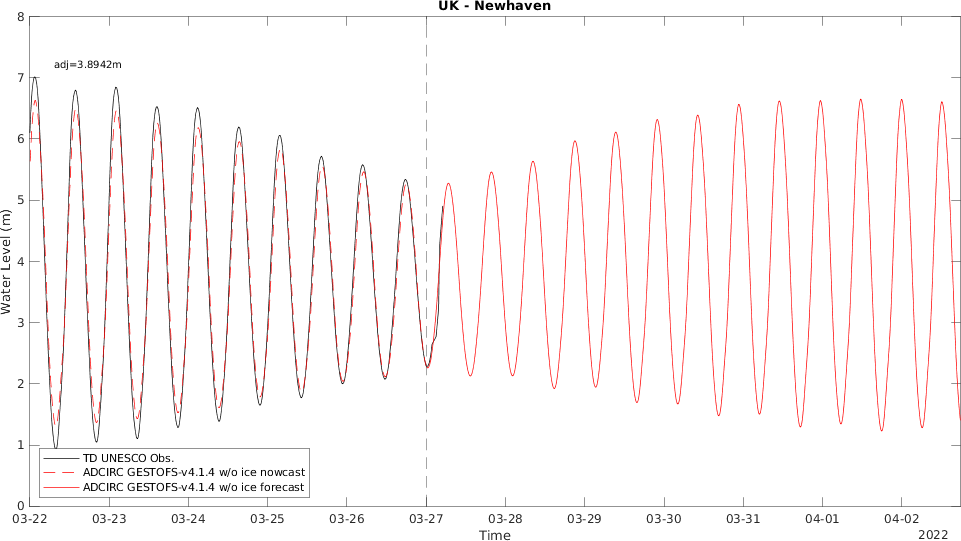 UK - Newhaven
8
adj=3.8942m
7
6
5
4
3
2
1
0
Water Level (m)
TD UNESCO Obs.
ADCIRC GESTOFS-v4.1.4 w/o ice nowcast
ADCIRC GESTOFS-v4.1.4 w/o ice forecast
03-22 03-23 03-24 03-25 03-26 03-27 03-28 03-29 03-30 03-31 04-01 04-02
Time
2022